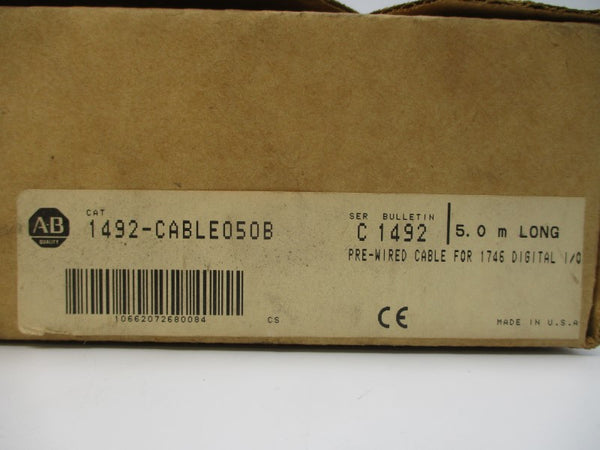 AB
QUALITY
CAT
1492-CABLE050B
SER BULLETIN
C 1492
5.0 m LONG
PRE-WIRED CABLE FOR 1746 DIGITAL I/O
10662072680084
CS
CE
MADE IN U.S.A